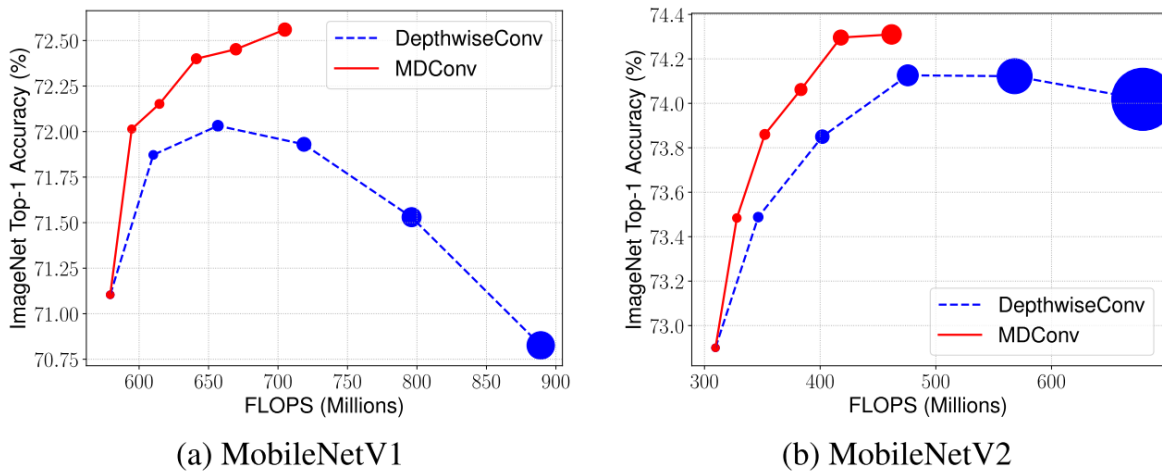 ImageNet Top-1 Accuracy (%)
72.50
72.25
72.00
71.75
71.50
71.25
71.00
70.75
DepthwiseConv
MDConv
600 650 700 750 800 850 900
FLOPS (Millions)
(a) MobileNetV1
ImageNet Top-1 Accuracy (%)
74.4
74.2
74.0
73.8
73.6
73.4
73.2
73.0
DepthwiseConv
MDConv
300 400 500 600
FLOPS (Millions)
(b) MobileNetV2